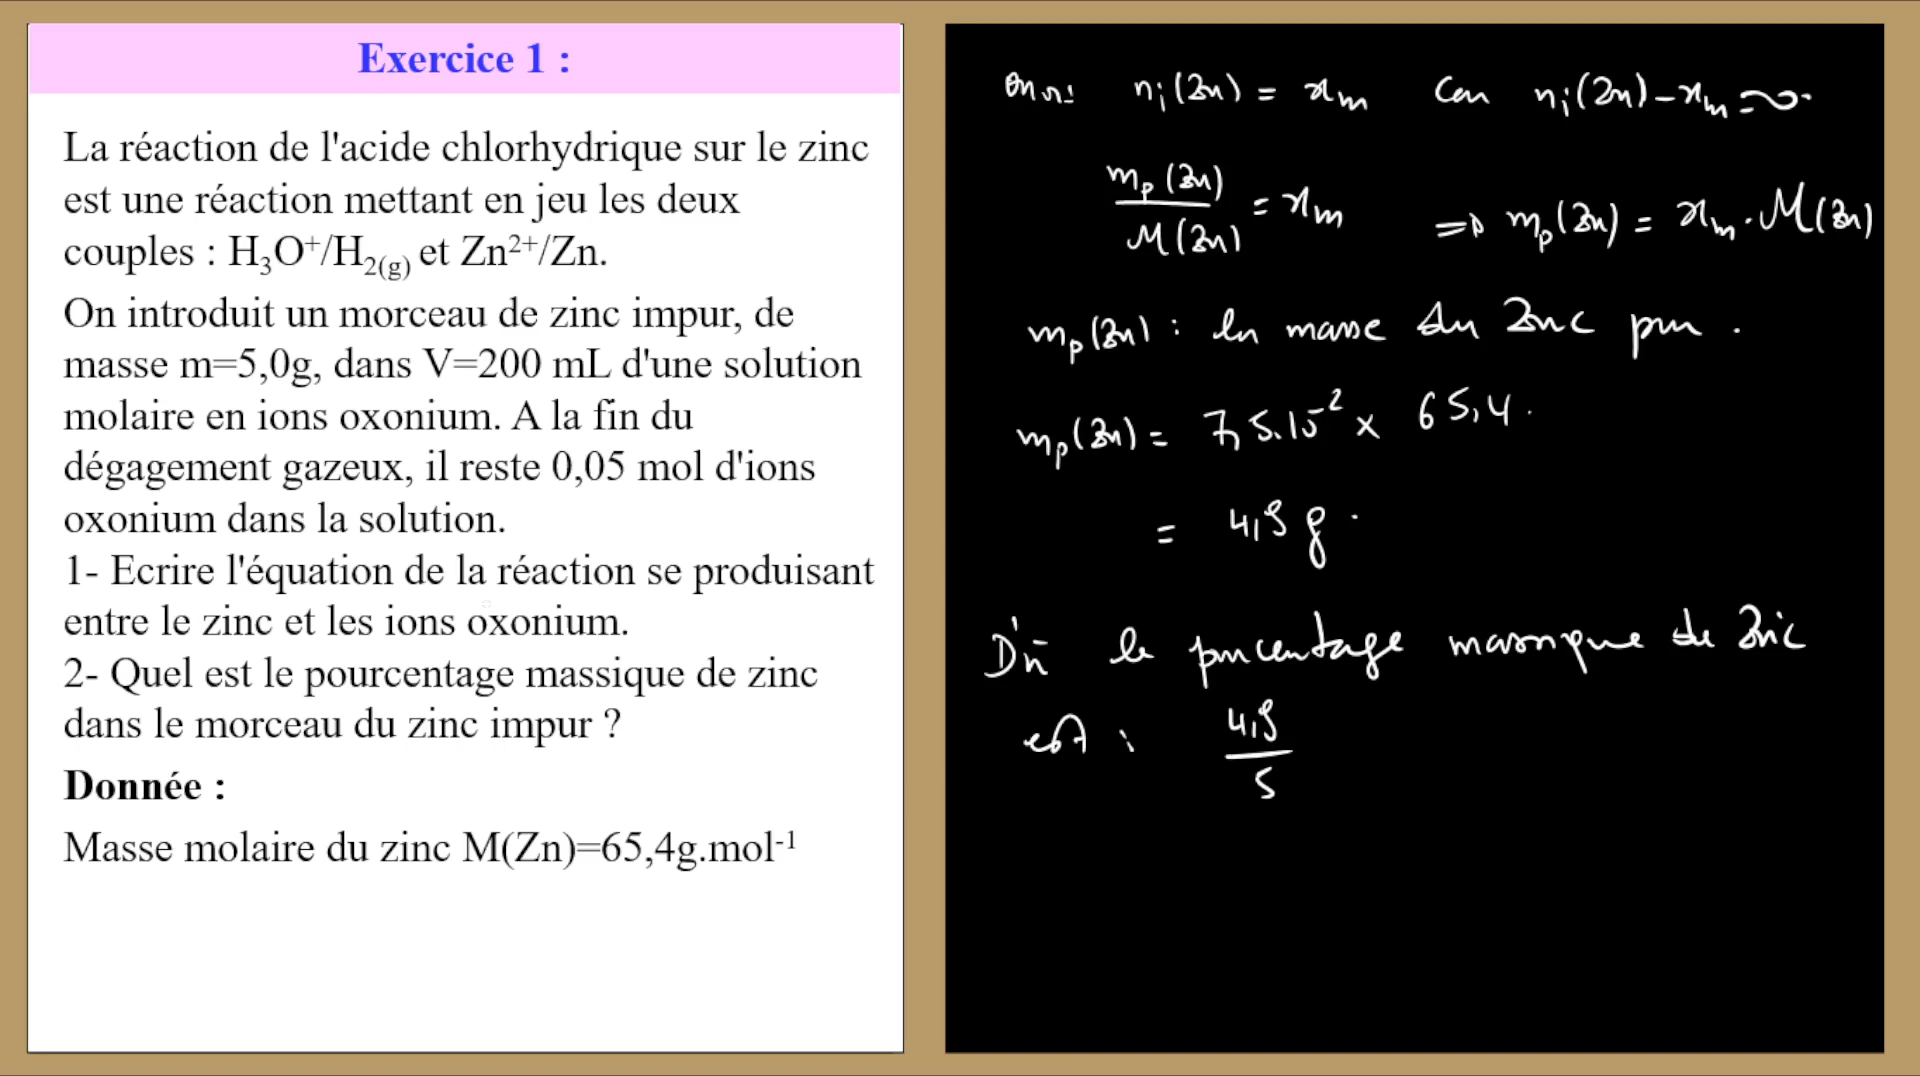 Exercice 1 :
La réaction de l'acide chlorhydrique sur le zinc
est une réaction mettant en jeu les deux
couples : H₃O⁺/H₂₍g₎ et Zn²⁺/Zn.
On introduit un morceau de zinc impur, de
masse m=5,0g, dans V=200 mL d'une solution
molaire en ions oxonium. A la fin du
dégagement gazeux, il reste 0,05 mol d'ions
oxonium dans la solution.
1- Ecrire l'équation de la réaction se produisant
entre le zinc et les ions oxonium.
2- Quel est le pourcentage massique de zinc
dans le morceau du zinc impur ?
Donnée :
Masse molaire du zinc M(Zn)=65,4g.mol⁻¹
on a: nᵢ(Zn) = xm Car nᵢ(Zn) - xm = 0
mp(Zn) / M(Zn) = xm ⇒ mp(Zn) = xm . M(Zn)
mp(Zn) : la masse du Zinc pur .
mp(Zn) = 7,5.10⁻² × 65,4 .
= 4,9 g .
D'où le pourcentage massique de Zinc
est : 4,9 / 5